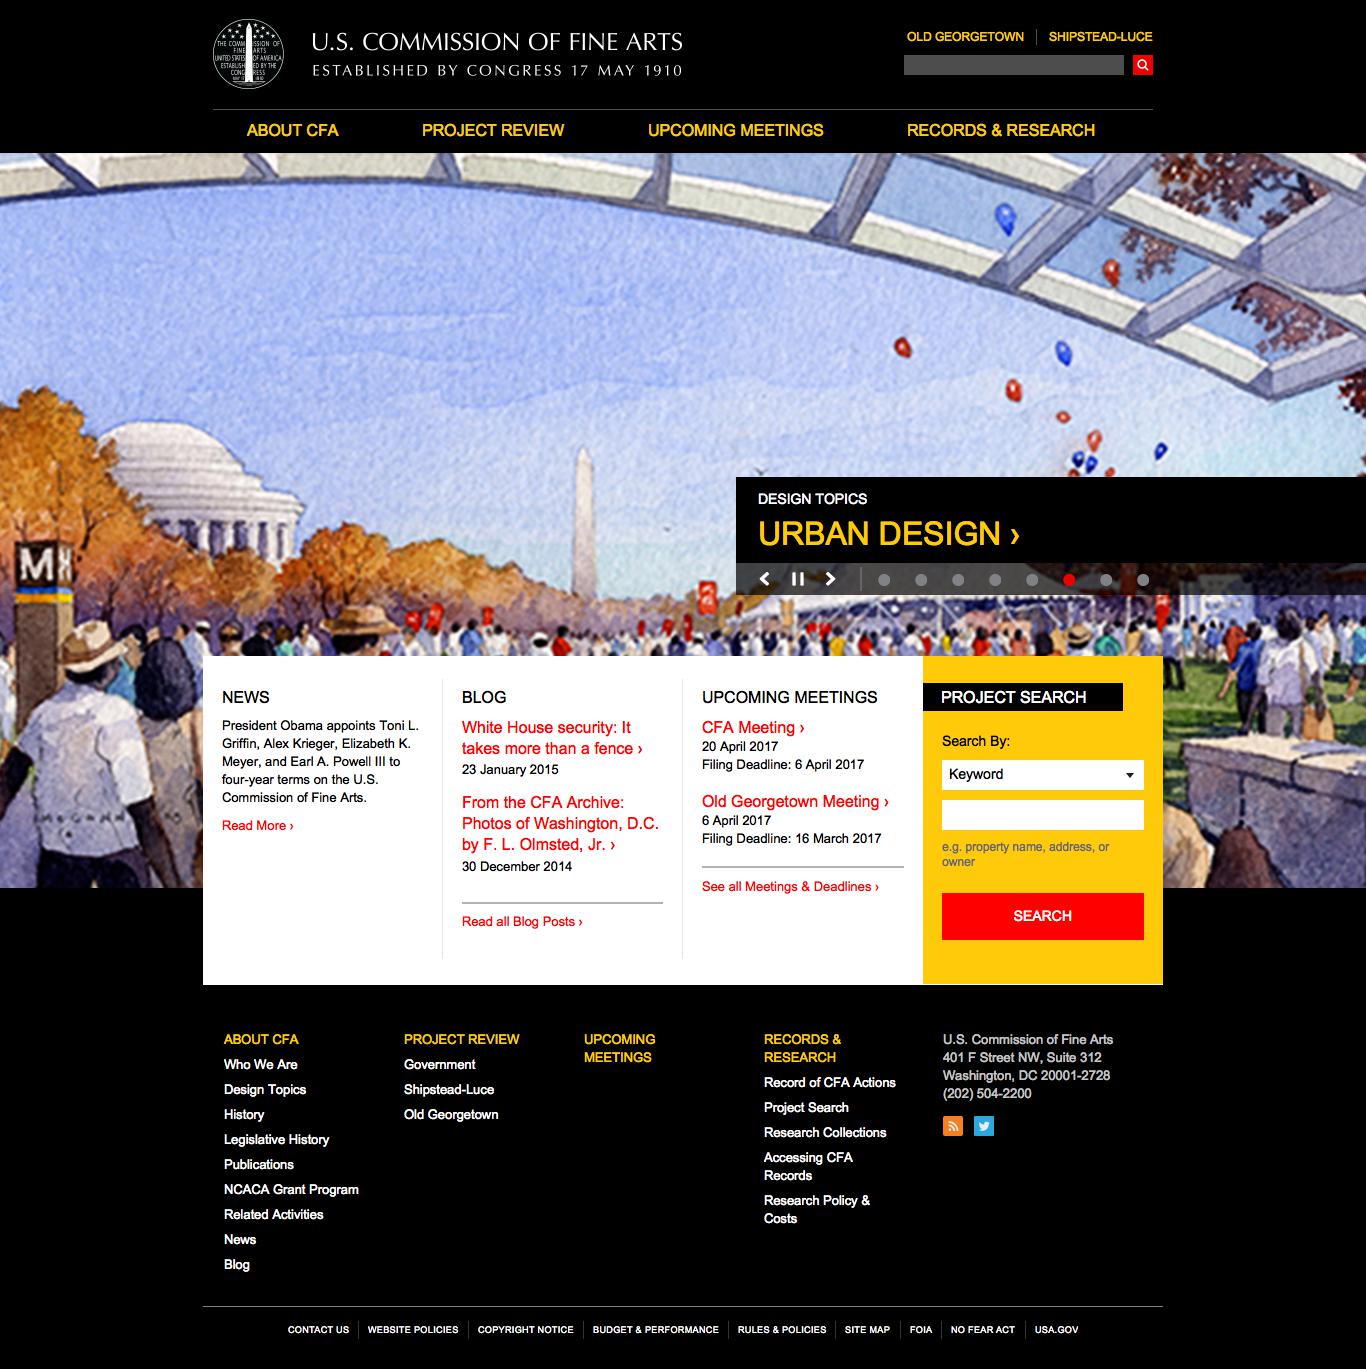 THE COMMISSION OF
FINE ARTS
UNITED STATES OF AMERICA
ESTABLISHED BY THE
CONGRESS
U.S. COMMISSION OF FINE ARTS
ESTABLISHED BY CONGRESS 17 MAY 1910
OLD GEORGETOWN
SHIPSTEAD-LUCE
ABOUT CFA
PROJECT REVIEW
UPCOMING MEETINGS
RECORDS & RESEARCH
M
DESIGN TOPICS
URBAN DESIGN ›
NEWS
President Obama appoints Toni L.
Griffin, Alex Krieger, Elizabeth K.
Meyer, and Earl A. Powell III to
four-year terms on the U.S.
Commission of Fine Arts.
Read More ›
BLOG
White House security: It
takes more than a fence ›
23 January 2015
From the CFA Archive:
Photos of Washington, D.C.
by F. L. Olmsted, Jr. ›
30 December 2014
Read all Blog Posts ›
UPCOMING MEETINGS
CFA Meeting ›
20 April 2017
Filing Deadline: 6 April 2017
Old Georgetown Meeting ›
6 April 2017
Filing Deadline: 16 March 2017
See all Meetings & Deadlines ›
PROJECT SEARCH
Search By:
Keyword
e.g. property name, address, or
owner
SEARCH
ABOUT CFA
Who We Are
Design Topics
History
Legislative History
Publications
NCACA Grant Program
Related Activities
News
Blog
PROJECT REVIEW
Government
Shipstead-Luce
Old Georgetown
UPCOMING
MEETINGS
RECORDS &
RESEARCH
Record of CFA Actions
Project Search
Research Collections
Accessing CFA
Records
Research Policy &
Costs
U.S. Commission of Fine Arts
401 F Street NW, Suite 312
Washington, DC 20001-2728
(202) 504-2200
CONTACT US
WEBSITE POLICIES
COPYRIGHT NOTICE
BUDGET & PERFORMANCE
RULES & POLICIES
SITE MAP
FOIA
NO FEAR ACT
USA.GOV